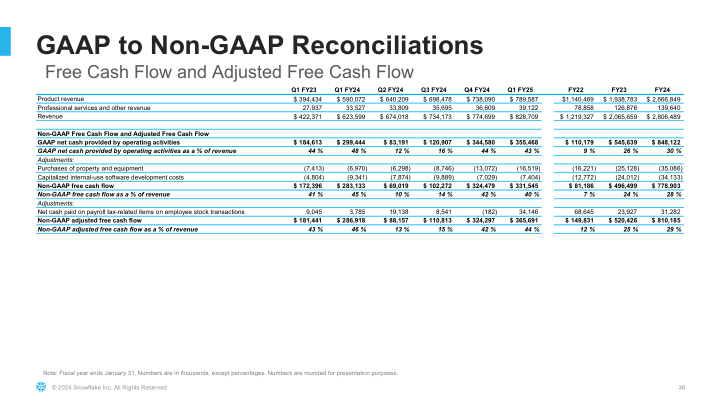 GAAP to Non-GAAP Reconciliations
Free Cash Flow and Adjusted Free Cash Flow
Q1 FY23 Q1 FY24 Q2 FY24 Q3 FY24 Q4 FY24 Q1 FY25 FY22 FY23 FY24
Product revenue $ 394,434 $ 590,072 $ 640,209 $ 698,478 $ 738,090 $ 789,587 $1,140,469 $ 1,938,783 $ 2,666,849
Professional services and other revenue 27,937 33,527 33,809 35,695 36,609 39,122 78,858 126,876 139,640
Revenue $ 422,371 $ 623,599 $ 674,018 $ 734,173 $ 774,699 $ 828,709 $ 1,219,327 $ 2,065,659 $ 2,806,489
Non-GAAP Free Cash Flow and Adjusted Free Cash Flow
GAAP net cash provided by operating activities $ 184,613 $ 299,444 $ 83,191 $ 120,907 $ 344,580 $ 355,468 $ 110,179 $ 545,639 $ 848,122
GAAP net cash provided by operating activities as a % of revenue 44 % 48 % 12 % 16 % 44 % 43 % 9 % 26 % 30 %
Adjustments:
Purchases of property and equipment (7,413) (6,970) (6,298) (8,746) (13,072) (16,519) (16,221) (25,128) (35,086)
Capitalized internal-use software development costs (4,804) (9,341) (7,874) (9,889) (7,029) (7,404) (12,772) (24,012) (34,133)
Non-GAAP free cash flow $ 172,396 $ 283,133 $ 69,019 $ 102,272 $ 324,479 $ 331,545 $ 81,186 $ 496,499 $ 778,903
Non-GAAP free cash flow as a % of revenue 41 % 45 % 10 % 14 % 42 % 40 % 7 % 24 % 28 %
Adjustments:
Net cash paid on payroll tax-related items on employee stock transactions 9,045 3,785 19,138 8,541 (182) 34,146 68,645 23,927 31,282
Non-GAAP adjusted free cash flow $ 181,441 $ 286,918 $ 88,157 $ 110,813 $ 324,297 $ 365,691 $ 149,831 $ 520,426 $ 810,185
Non-GAAP adjusted free cash flow as a % of revenue 43 % 46 % 13 % 15 % 42 % 44 % 12 % 25 % 29 %
Note: Fiscal year ends January 31. Numbers are in thousands, except percentages. Numbers are rounded for presentation purposes.
© 2024 Snowflake Inc. All Rights Reserved 36